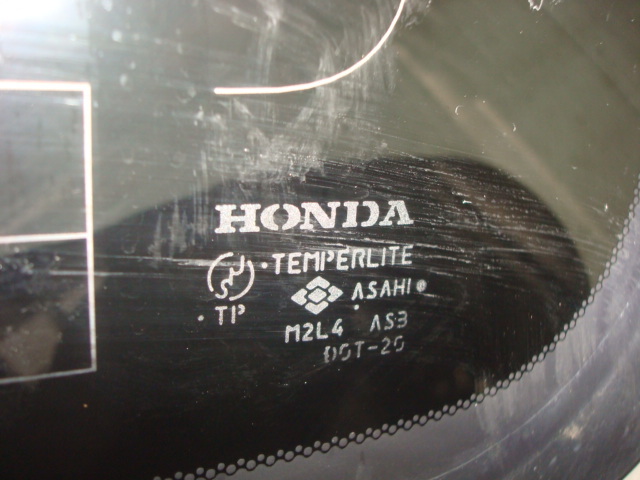 HONDA
TEMPERLITE
ASAHI
TP
M2L4 AS3
DOT-20